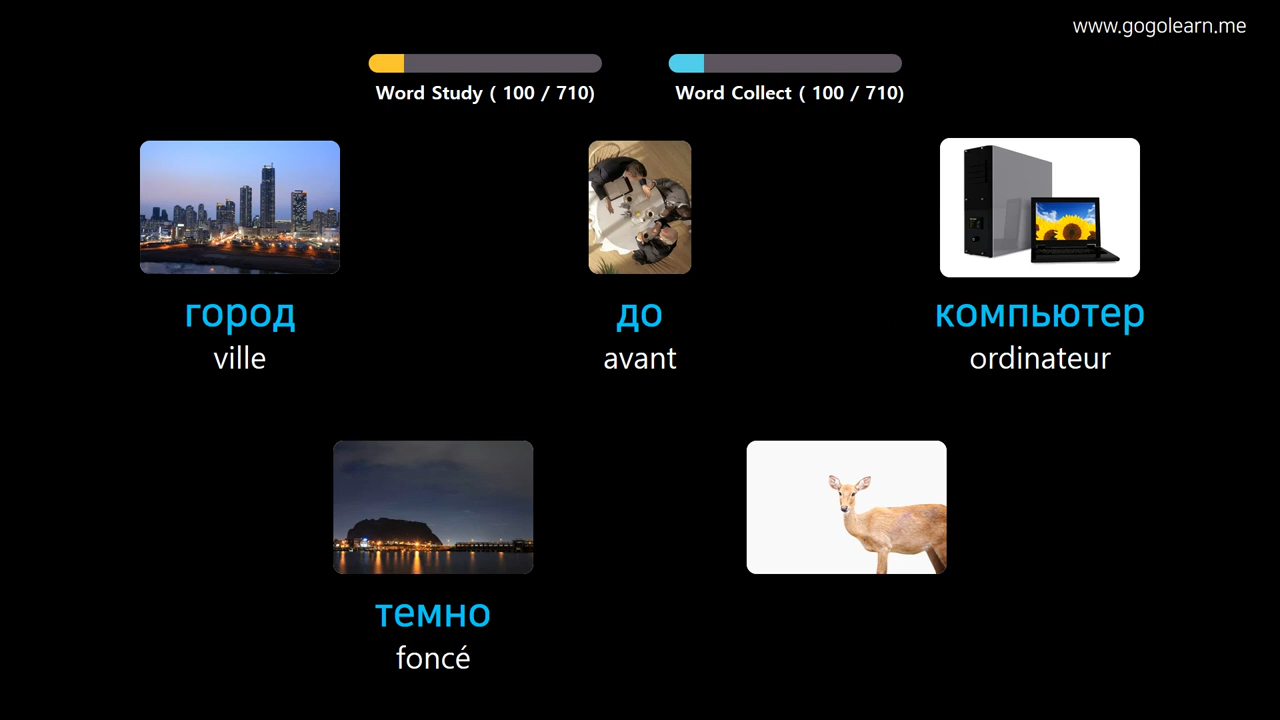 www.gogolearn.me
Word Study ( 100 / 710)
Word Collect ( 100 / 710)
город
ville
до
avant
компьютер
ordinateur
темно
foncé